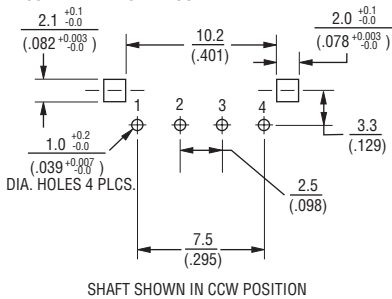 2.1 +0.1 -0.0
(.082 +0.003 -0.0)
10.2
(.401)
2.0 +0.1 -0.0
(.078 +0.003 -0.0)
1 2 3 4
3.3
(.129)
1.0 +0.2 -0.0
(.039 +0.007 -0.0)
DIA. HOLES 4 PLCS.
2.5
(.098)
7.5
(.295)
SHAFT SHOWN IN CCW POSITION